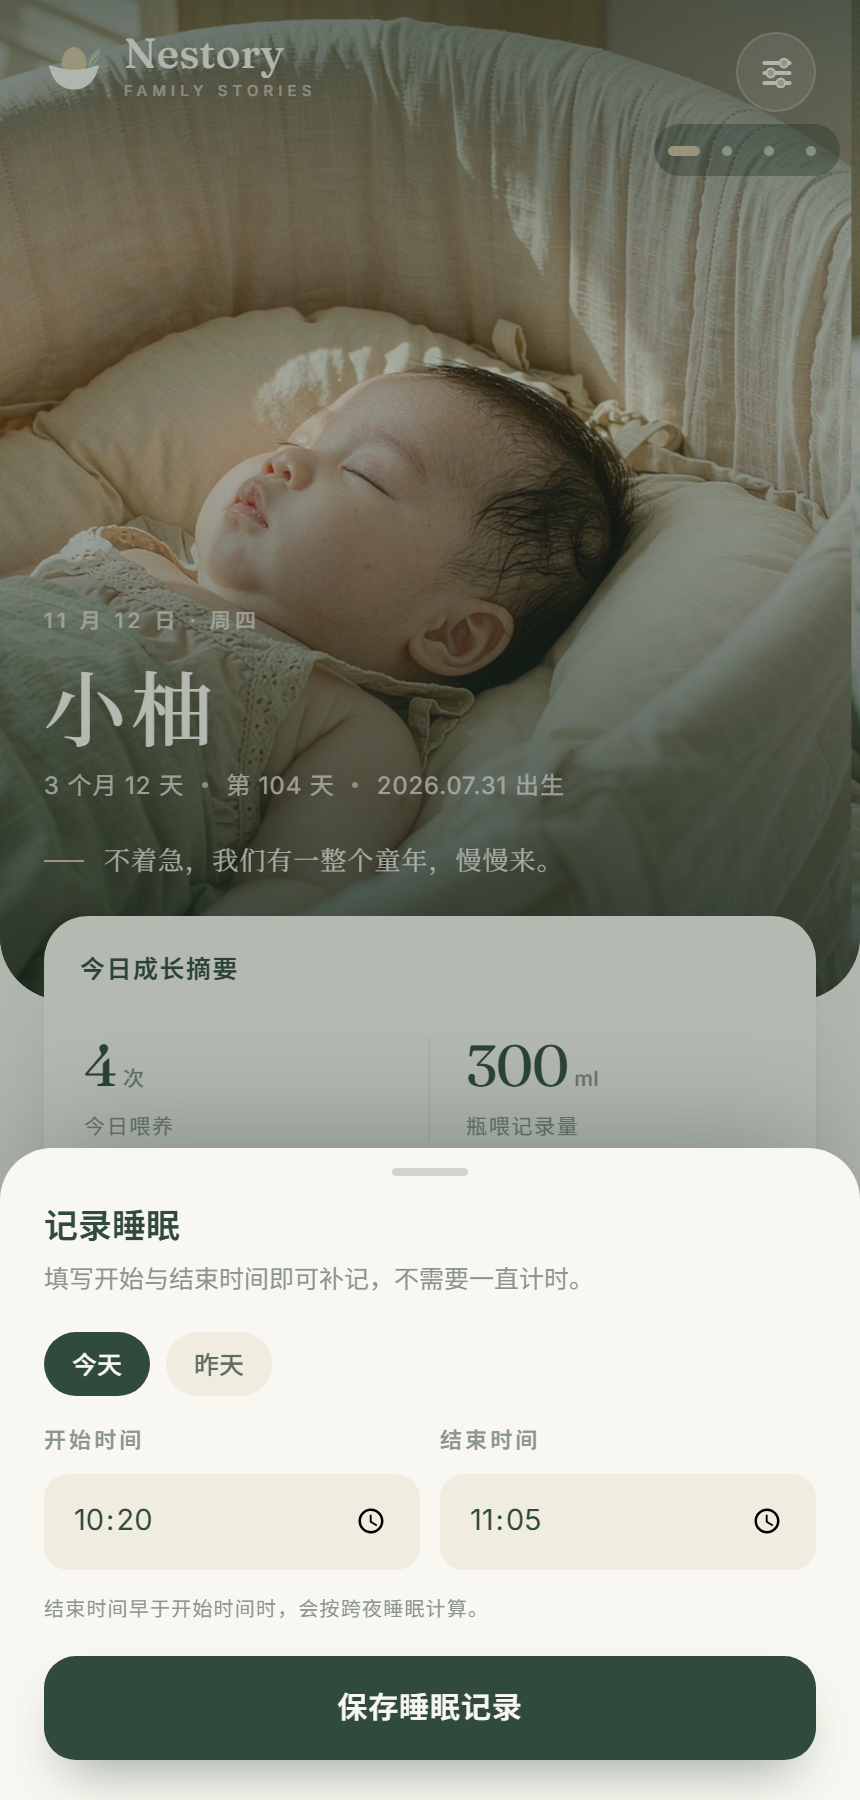 Nestory
FAMILY STORIES
11 月 12 日 · 周四
小柚
3 个月 12 天 • 第 104 天 • 2026.07.31 出生
不着急，我们有一整个童年，慢慢来。
今日成长摘要
4 次
300 ml
今日喂养
瓶喂记录量
记录睡眠
填写开始与结束时间即可补记，不需要一直计时。
今天
昨天
开始时间
结束时间
10:20
11:05
结束时间早于开始时间时，会按跨夜睡眠计算。
保存睡眠记录